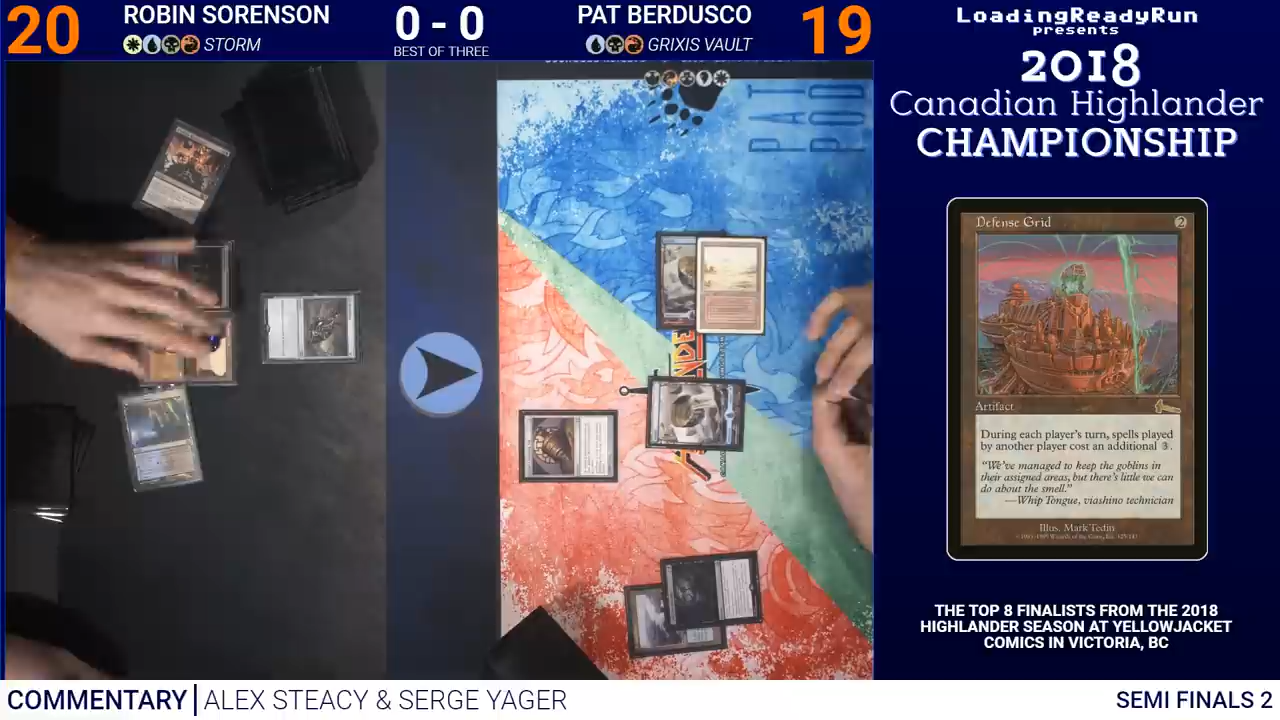 20
ROBIN SORENSON
STORM
0 - 0
BEST OF THREE
PAT BERDUSCO
GRIXIS VAULT
19
LoadingReadyRun
presents
2018
Canadian Highlander
CHAMPIONSHIP
PAT
POD
Defense Grid 2
Artifact
During each player's turn, spells played
by another player cost an additional 3.
"We've managed to keep the goblins in
their assigned areas, but there's little we can
do about the smell."
—Whip Tongue, viashino technician
Illus. Mark Tedin
THE TOP 8 FINALISTS FROM THE 2018
HIGHLANDER SEASON AT YELLOWJACKET
COMICS IN VICTORIA, BC
COMMENTARY | ALEX STEACY & SERGE YAGER
SEMI FINALS 2